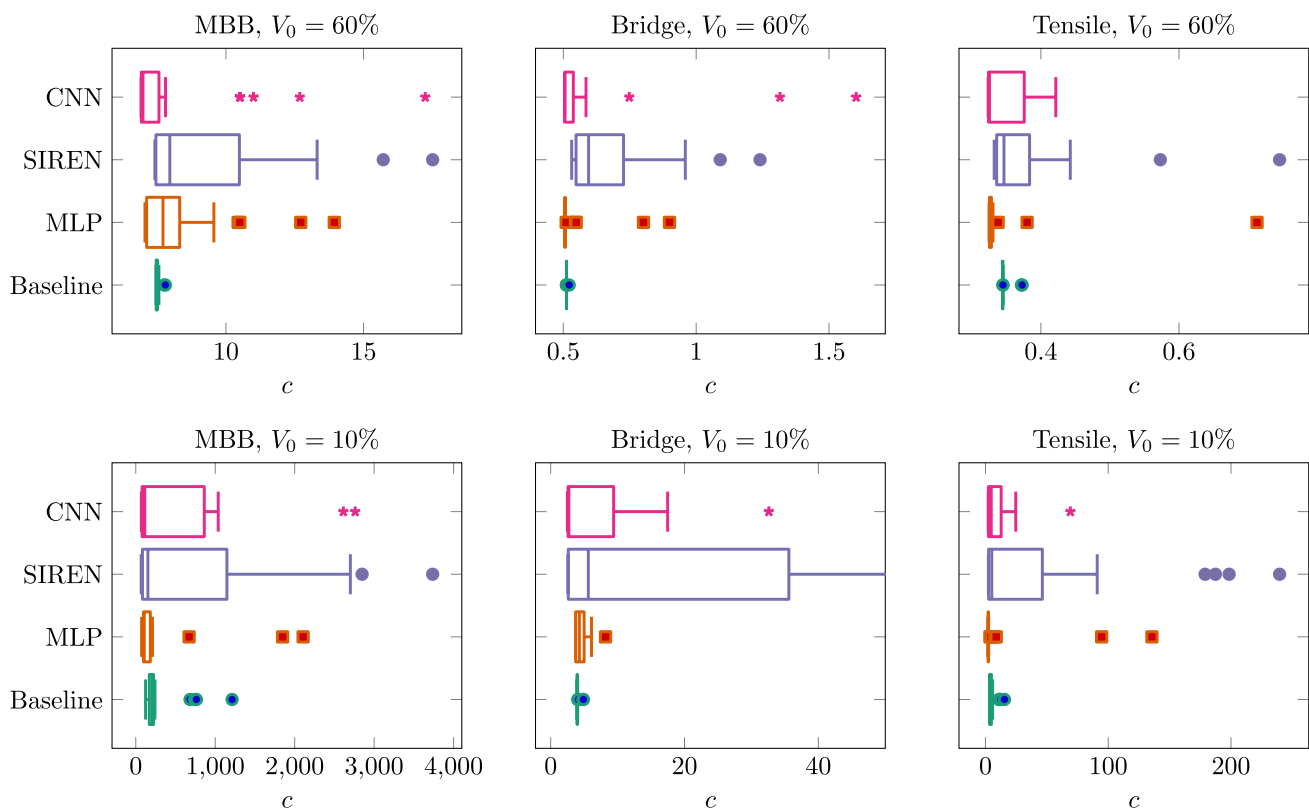 MBB, V₀ = 60%
Bridge, V₀ = 60%
Tensile, V₀ = 60%
CNN
SIREN
MLP
Baseline
10 15
0.5 1 1.5
0.4 0.6
c
c
c
MBB, V₀ = 10%
Bridge, V₀ = 10%
Tensile, V₀ = 10%
CNN
SIREN
MLP
Baseline
0 1,000 2,000 3,000 4,000
0 20 40
0 100 200
c
c
c